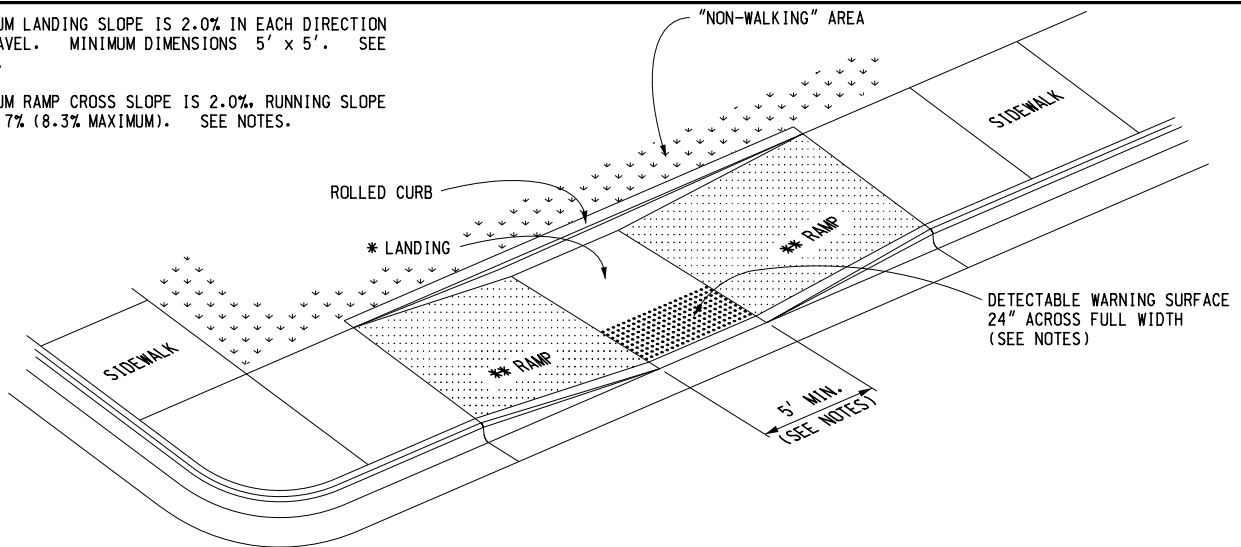 UM LANDING SLOPE IS 2.0% IN EACH DIRECTION
AVEL. MINIMUM DIMENSIONS 5' x 5'. SEE
UM RAMP CROSS SLOPE IS 2.0%, RUNNING SLOPE
7% (8.3% MAXIMUM). SEE NOTES.
"NON-WALKING" AREA
SIDEWALK
ROLLED CURB
* LANDING
** RAMP
DETECTABLE WARNING SURFACE
24" ACROSS FULL WIDTH
(SEE NOTES)
SIDEWALK
** RAMP
5' MIN.
(SEE NOTES)